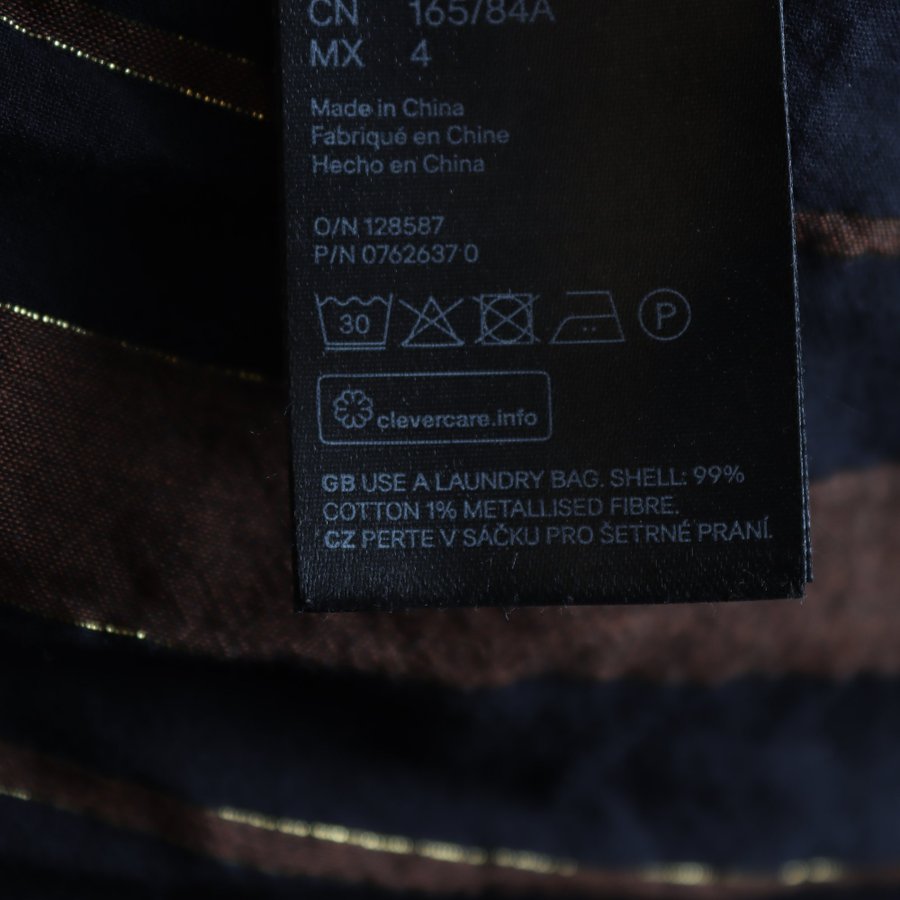 CN 165/84A
MX 4
Made in China
Fabriqué en Chine
Hecho en China
O/N 128587
P/N 0762637 0
30
P
clevercare.info
GB USE A LAUNDRY BAG. SHELL: 99%
COTTON 1% METALLISED FIBRE.
CZ PERTE V SÁČKU PRO ŠETRNÉ PRANÍ.